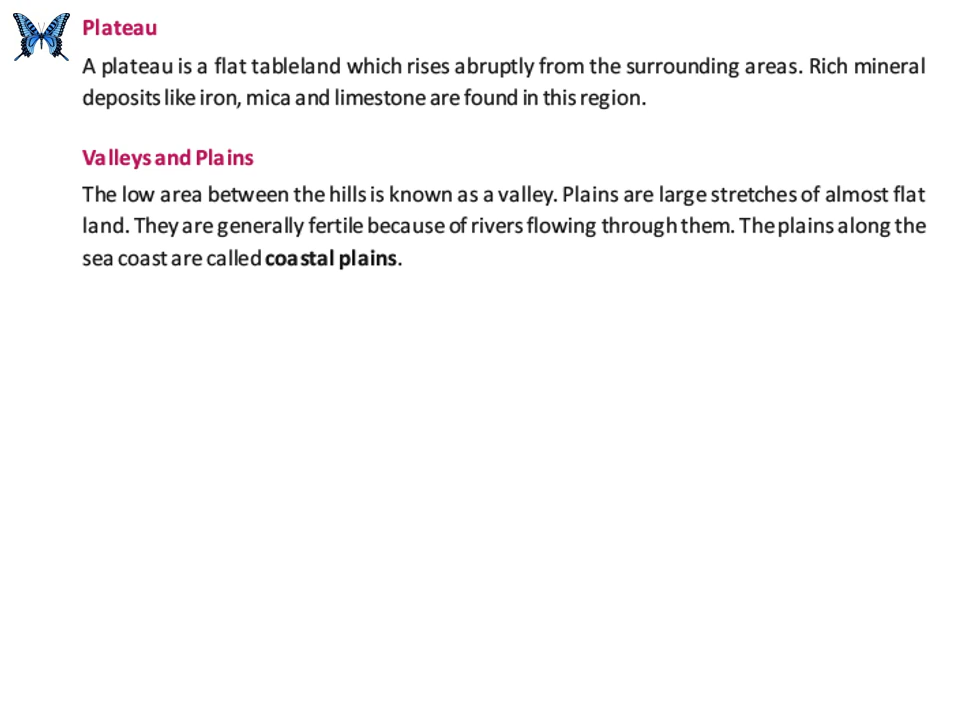 Plateau
A plateau is a flat tableland which rises abruptly from the surrounding areas. Rich mineral
deposits like iron, mica and limestone are found in this region.
Valleys and Plains
The low area between the hills is known as a valley. Plains are large stretches of almost flat
land. They are generally fertile because of rivers flowing through them. The plains along the
sea coast are called coastal plains.